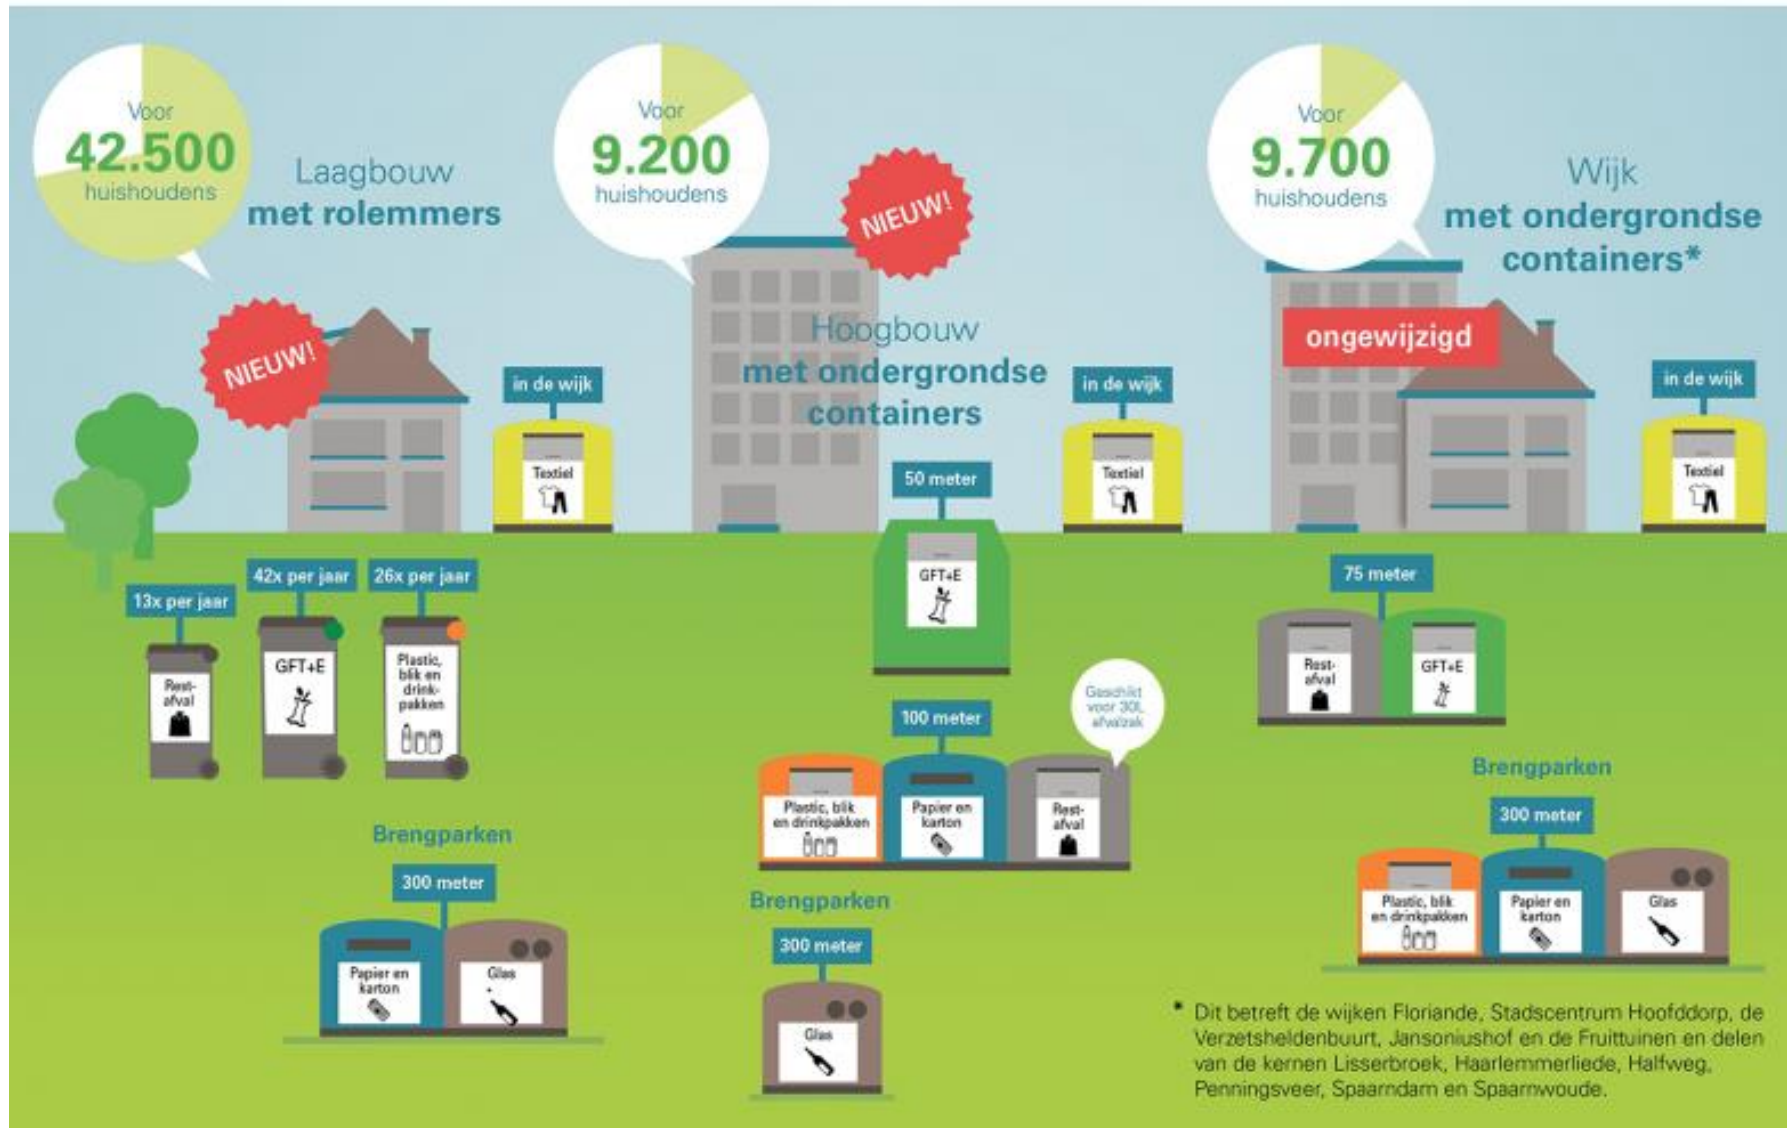 Voor
42.500
huishoudens
Laagbouw
met rolemmers
NIEUW!
in de wijk
Textiel
13x per jaar
42x per jaar
26x per jaar
Rest-
afval
GFT+E
Plastic,
blik en
drink-
pakken
Brengparken
300 meter
Papier en
karton
Glas
Voor
9.200
huishoudens
NIEUW!
Hoogbouw
met ondergrondse
containers
in de wijk
Textiel
50 meter
GFT+E
100 meter
Geschikt
voor 30L
afvalzak
Plastic, blik
en drinkpakken
Papier en
karton
Rest-
afval
Brengparken
300 meter
Glas
Voor
9.700
huishoudens
Wijk
met ondergrondse
containers*
ongewijzigd
in de wijk
Textiel
75 meter
Rest-
afval
GFT+E
Brengparken
300 meter
Plastic, blik
en drinkpakken
Papier en
karton
Glas
* Dit betreft de wijken Floriande, Stadscentrum Hoofddorp, de
Verzetsheldenbuurt, Jansoniushof en de Fruittuinen en delen
van de kernen Lisserbroek, Haarlemmerliede, Halfweg,
Penningsveer, Spaarndam en Spaarnwoude.